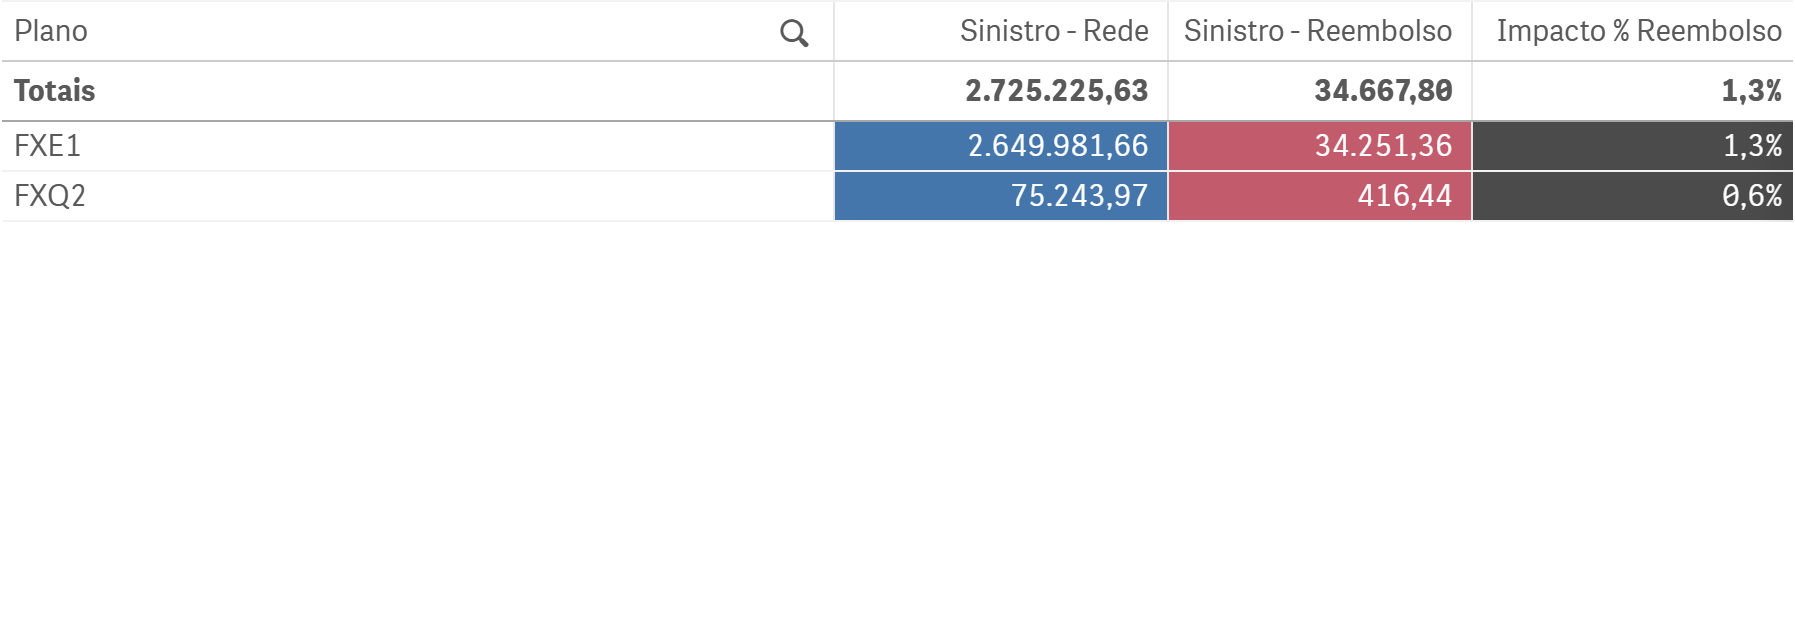 Plano Sinistro - Rede Sinistro - Reembolso Impacto % Reembolso
Totais 2.725.225,63 34.667,80 1,3%
FXE1 2.649.981,66 34.251,36 1,3%
FXQ2 75.243,97 416,44 0,6%